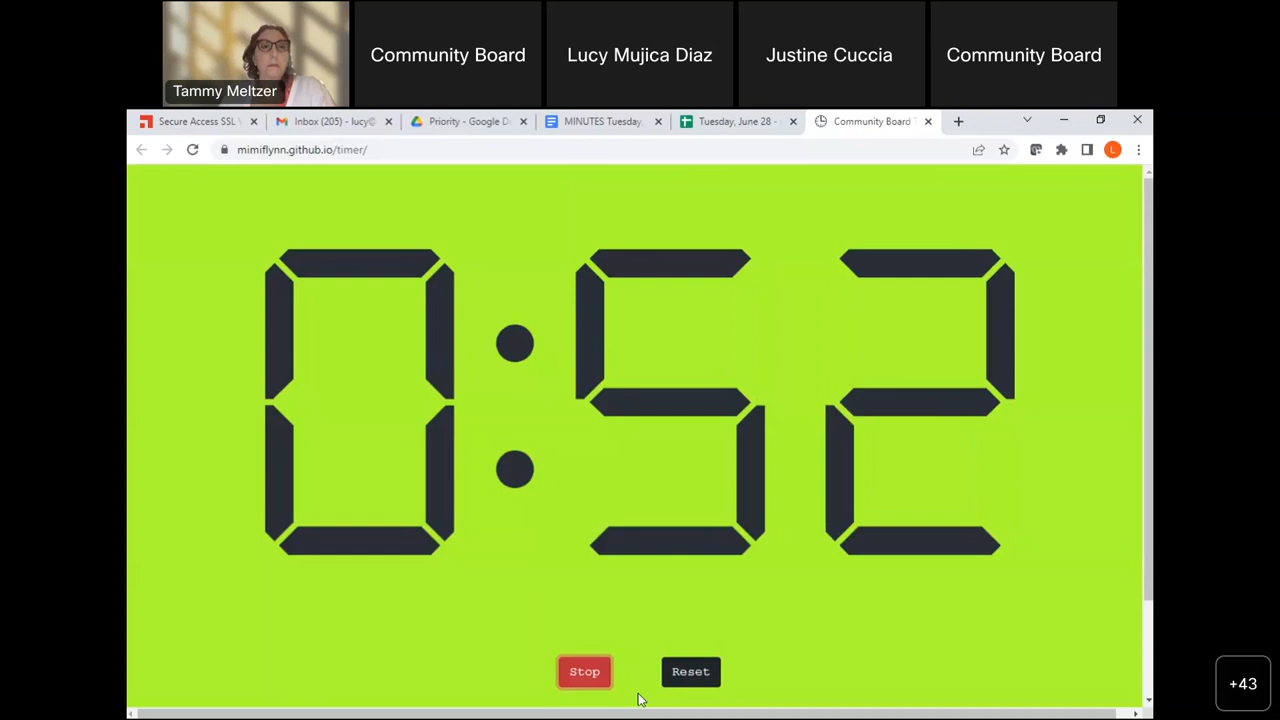 Community Board
Lucy Mujica Diaz
Justine Cuccia
Community Board
Tammy Meltzer
Secure Access SSL
Inbox (205) - lucy@
Priority - Google D
MINUTES Tuesday,
Tuesday, June 28 -
Community Board T
mimiflynn.github.io/timer/
L
0:52
Stop
Reset
+43